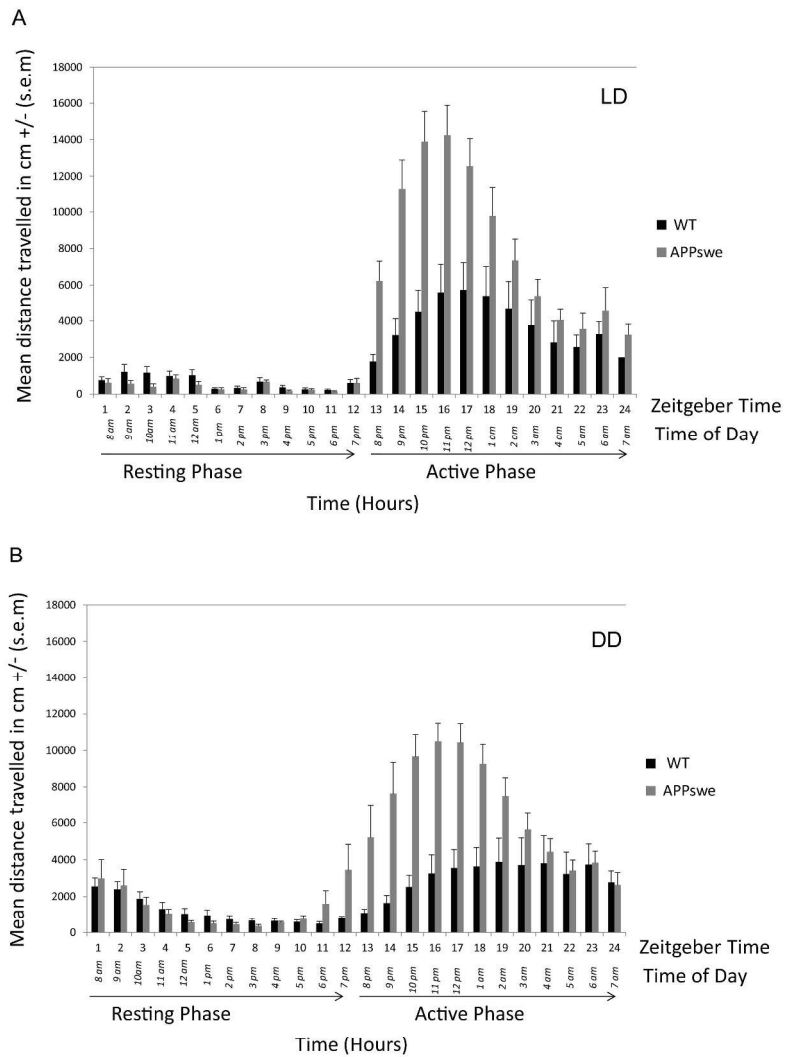 A
Mean distance travelled in cm +/- (s.e.m)
18000
16000
14000
12000
10000
8000
6000
4000
2000
0
LD
WT
APPswe
1 2 3 4 5 6 7 8 9 10 11 12 13 14 15 16 17 18 19 20 21 22 23 24 Zeitgeber Time
8 am 9 am 10am 11 am 12 am 1 am 2 pm 3 pm 4 pm 5 pm 6 pm 7 pm 8 pm 9 pm 10 pm 11 pm 12 pm 1 cm 2 cm 3 am 4 cm 5 am 6 am 7 am Time of Day
Resting Phase Active Phase
Time (Hours)
B
Mean distance travelled in cm +/- (s.e.m)
18000
16000
14000
12000
10000
8000
6000
4000
2000
0
DD
WT
APPswe
1 2 3 4 5 6 7 8 9 10 11 12 13 14 15 16 17 18 19 20 21 22 23 24 Zeitgeber Time
8 am 9 am 10am 11 am 12 am 1 pm 2 pm 3 pm 4 pm 5 pm 6 pm 7 pm 8 pm 9 pm 10 pm 11 pm 12 pm 1 am 2 am 3 am 4 am 5 am 6 am 7 am Time of Day
Resting Phase Active Phase
Time (Hours)